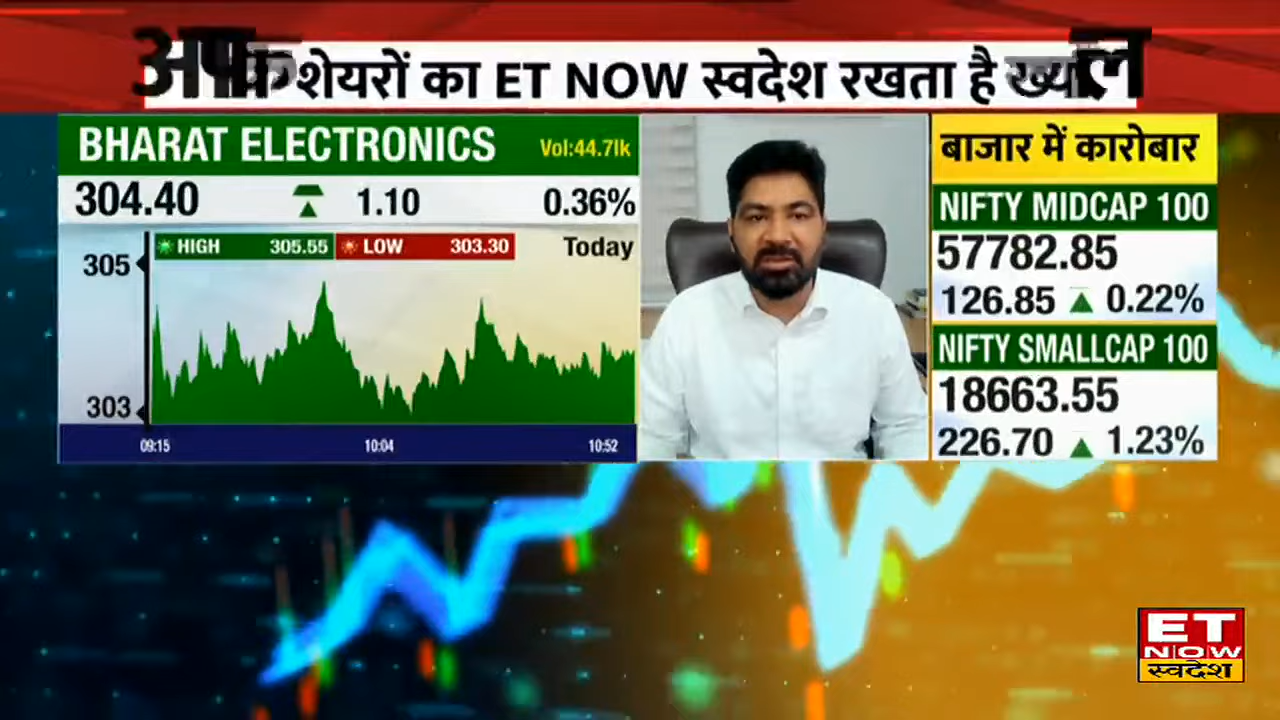 के शेयरों का ET NOW स्वदेश रखता है
BHARAT ELECTRONICS
Vol:44.7lk
304.40
1.10
0.36%
HIGH 305.55
LOW 303.30
Today
305
303
09:15
10:04
10:52
बाजार में कारोबार
NIFTY MIDCAP 100
57782.85
126.85 0.22%
NIFTY SMALLCAP 100
18663.55
226.70 1.23%
ET
NOW
स्वदेश